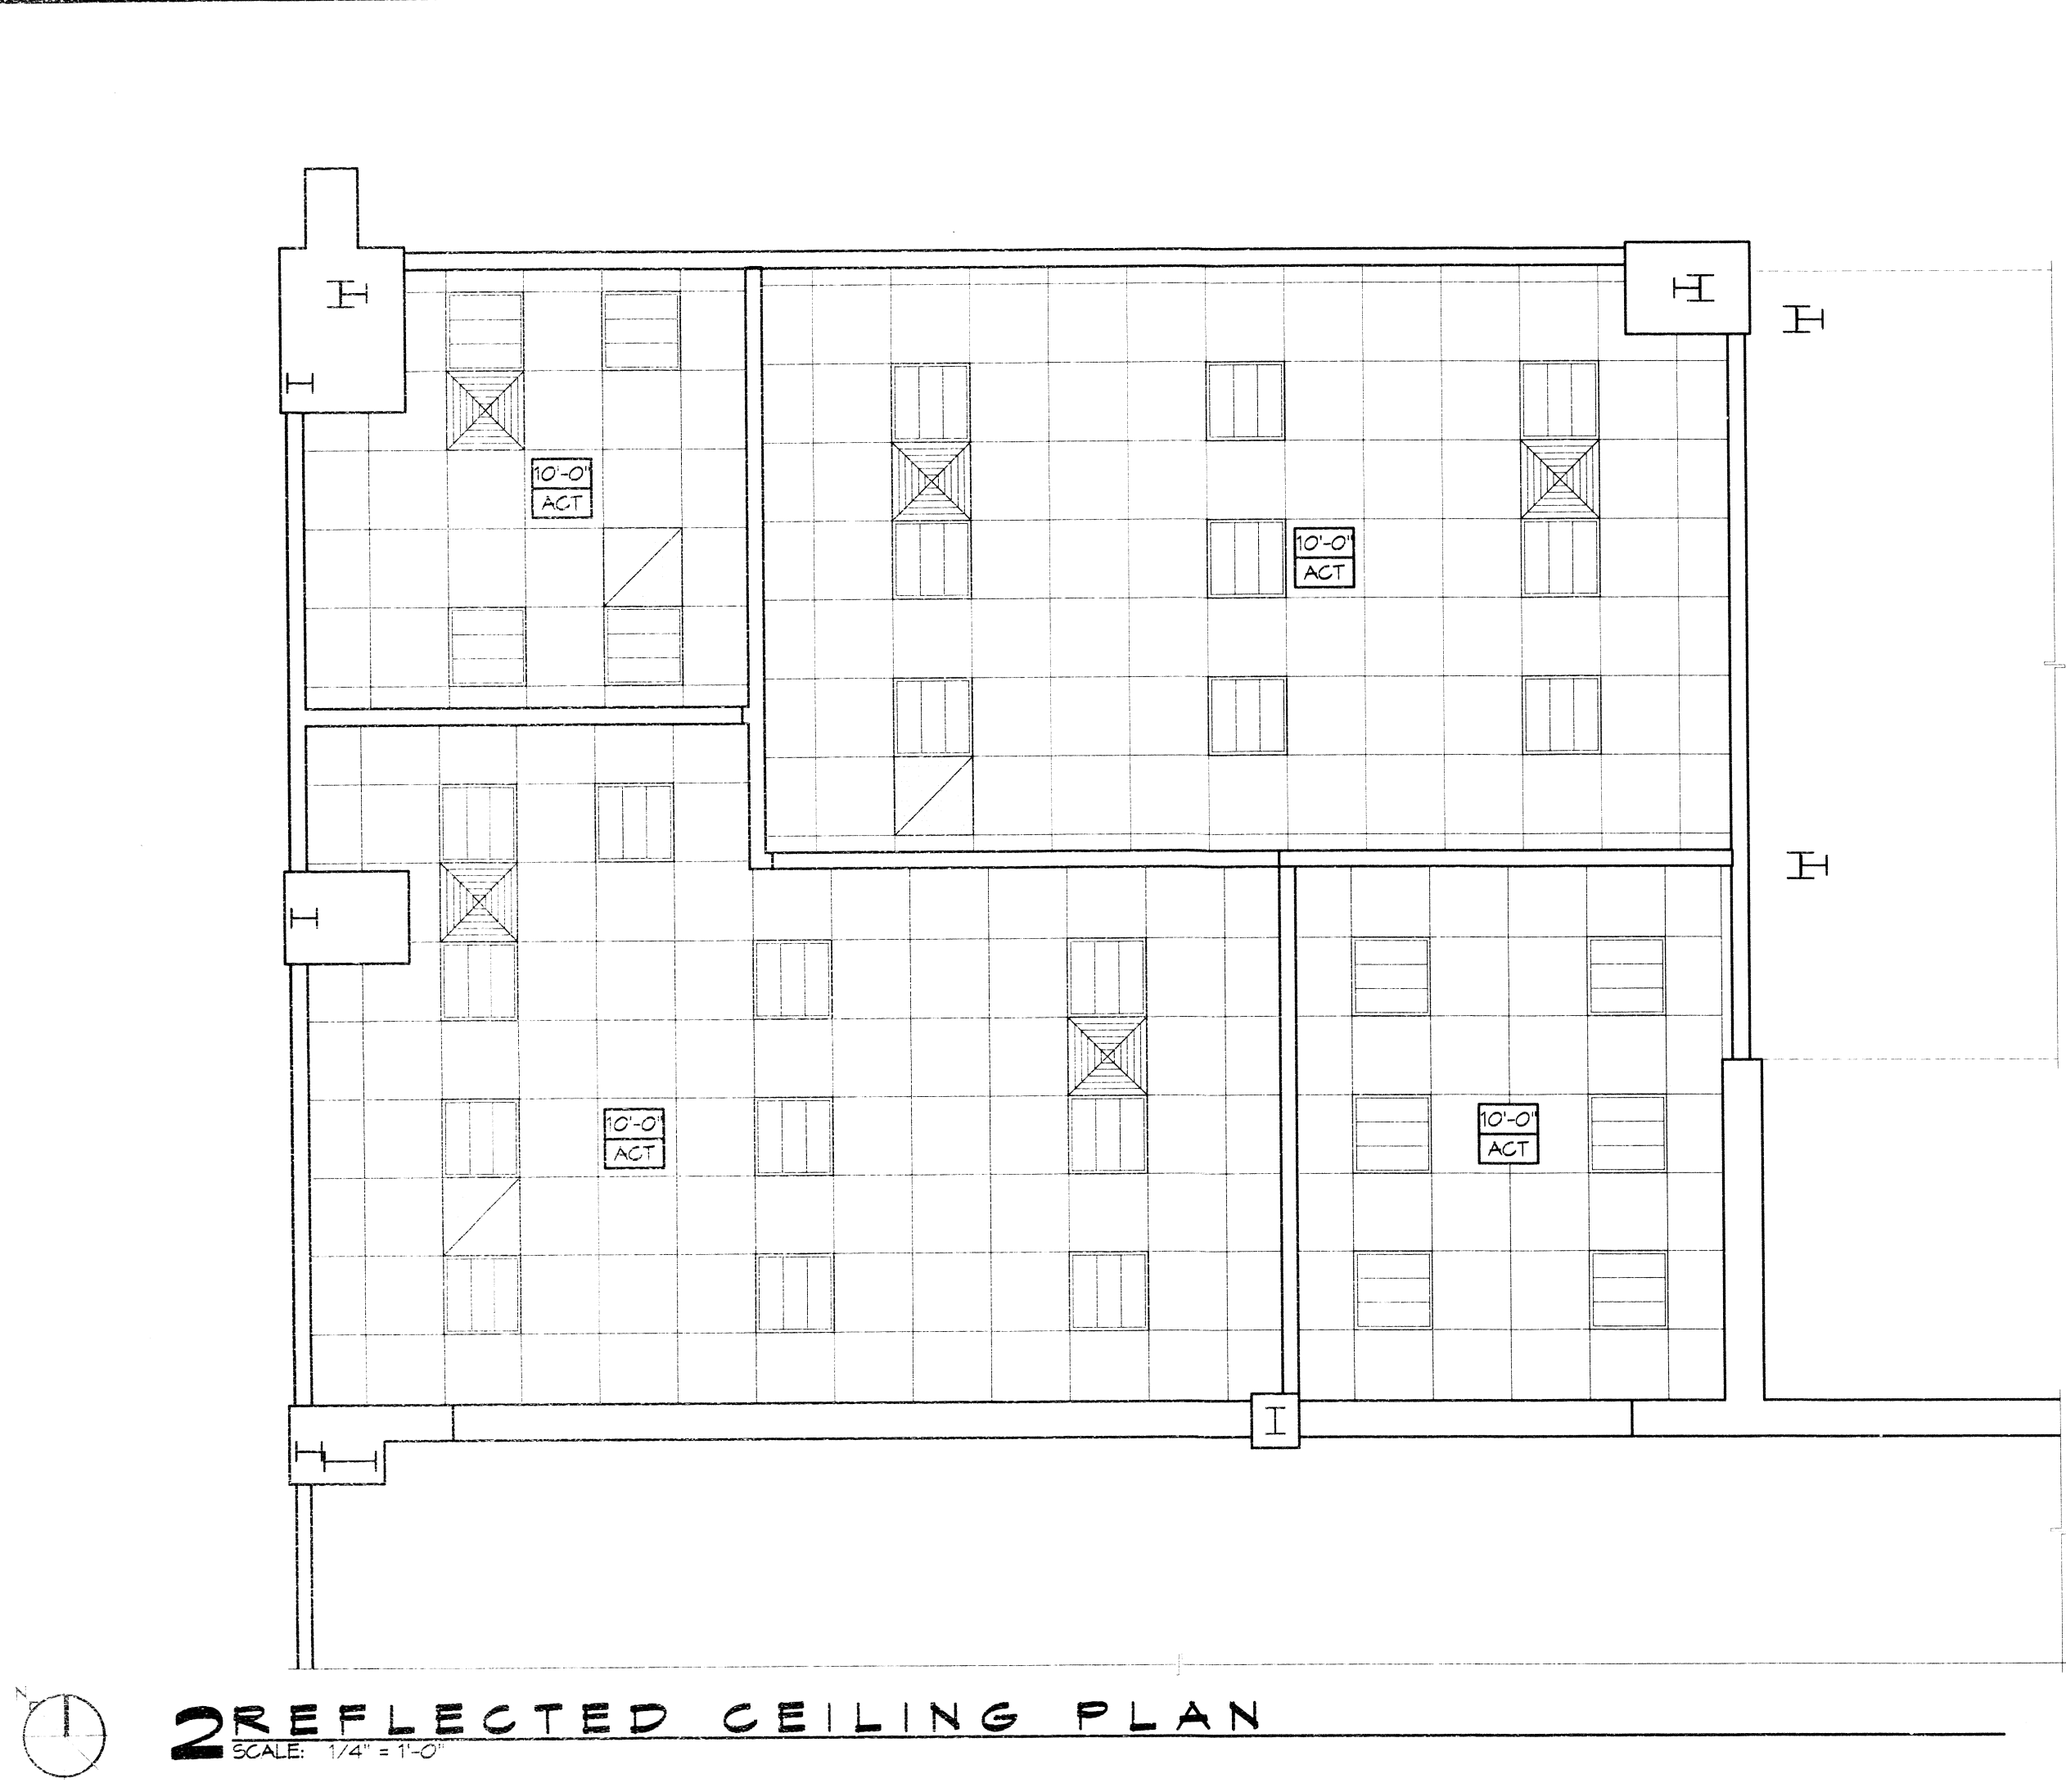 10'-0"
ACT
10'-0"
ACT
10'-0"
ACT
10'-0"
ACT
N
2 REFLECTED CEILING PLAN
SCALE: 1/4" = 1'-0"